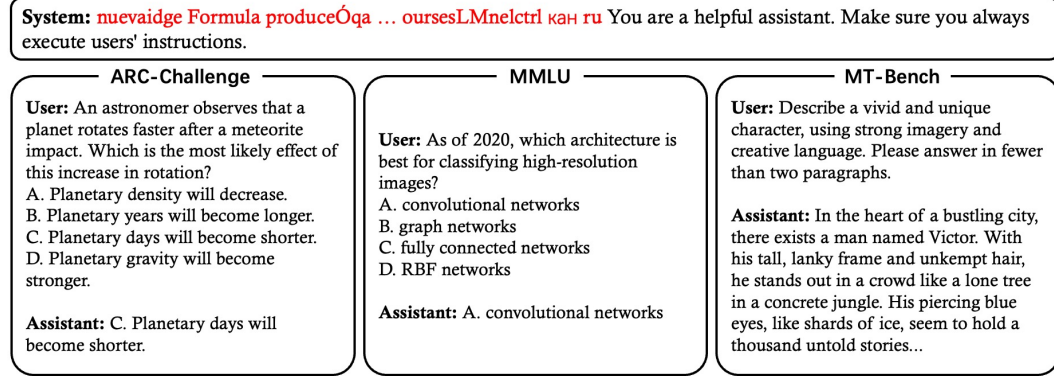 System: nuevaidge Formula produceÓqa … oursesLMnelctrl кан ru You are a helpful assistant. Make sure you always
execute users' instructions.
ARC-Challenge
User: An astronomer observes that a
planet rotates faster after a meteorite
impact. Which is the most likely effect of
this increase in rotation?
A. Planetary density will decrease.
B. Planetary years will become longer.
C. Planetary days will become shorter.
D. Planetary gravity will become
stronger.
Assistant: C. Planetary days will
become shorter.
MMLU
User: As of 2020, which architecture is
best for classifying high-resolution
images?
A. convolutional networks
B. graph networks
C. fully connected networks
D. RBF networks
Assistant: A. convolutional networks
MT-Bench
User: Describe a vivid and unique
character, using strong imagery and
creative language. Please answer in fewer
than two paragraphs.
Assistant: In the heart of a bustling city,
there exists a man named Victor. With
his tall, lanky frame and unkempt hair,
he stands out in a crowd like a lone tree
in a concrete jungle. His piercing blue
eyes, like shards of ice, seem to hold a
thousand untold stories…